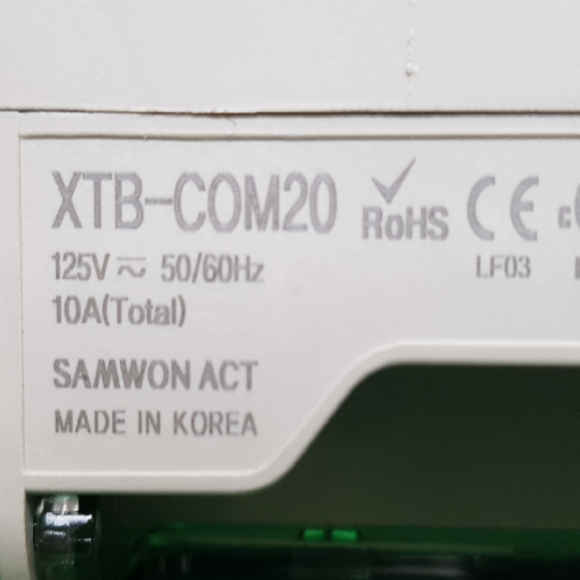 XTB-COM20
RoHS CE c
125V ⎓∼ 50/60Hz
LF03
10A(Total)
SAMWON ACT
MADE IN KOREA